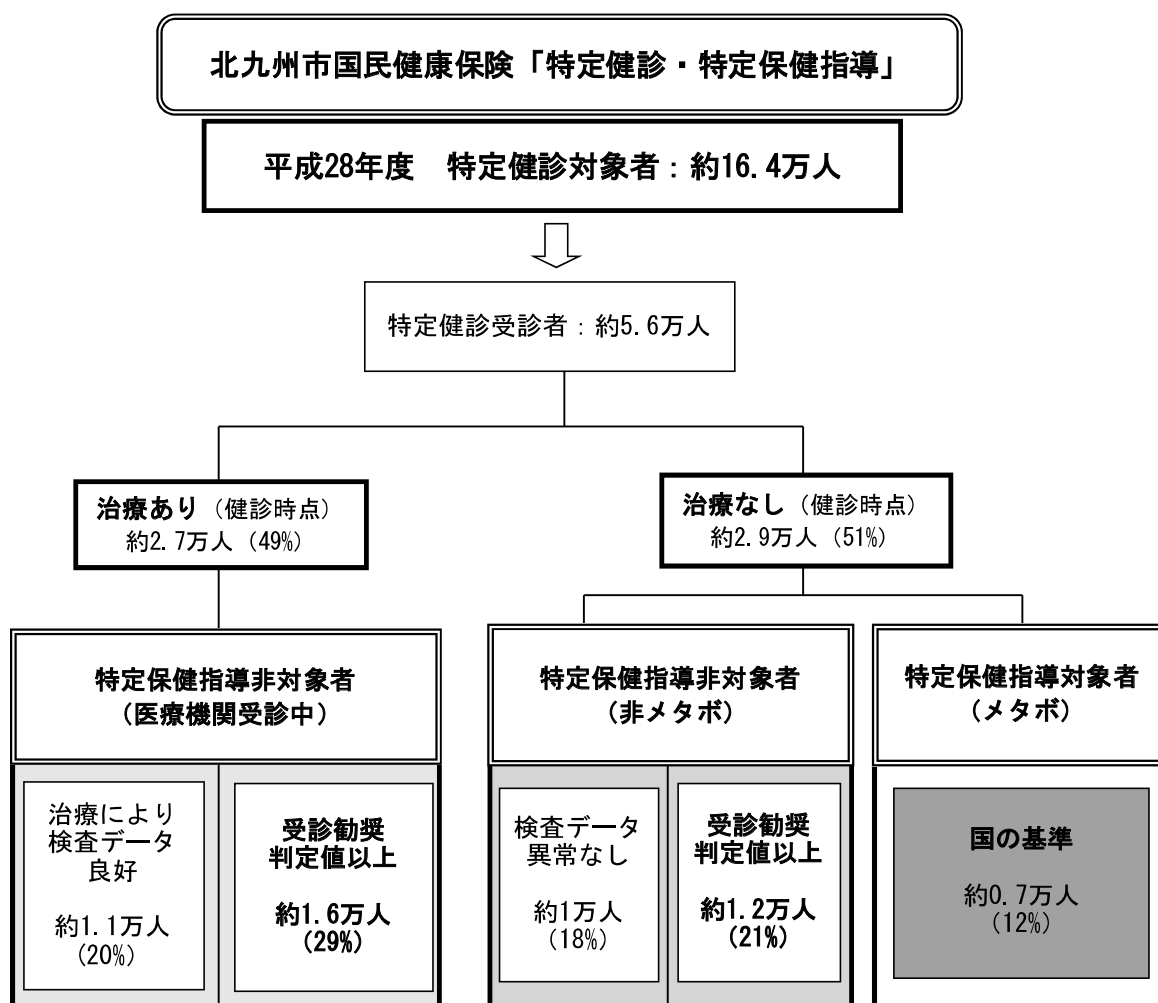 北九州市国民健康保険「特定健診・特定保健指導」
平成28年度　特定健診対象者：約16.4万人
特定健診受診者：約5.6万人
治療あり（健診時点）
約2.7万人（49%）
治療なし（健診時点）
約2.9万人（51%）
特定保健指導非対象者
（医療機関受診中）
特定保健指導非対象者
（非メタボ）
特定保健指導対象者
（メタボ）
治療により
検査データ
良好
約1.1万人
（20%）
受診勧奨
判定値以上
約1.6万人
（29%）
検査データ
異常なし
約1万人
（18%）
受診勧奨
判定値以上
約1.2万人
（21%）
国の基準
約0.7万人
（12%）